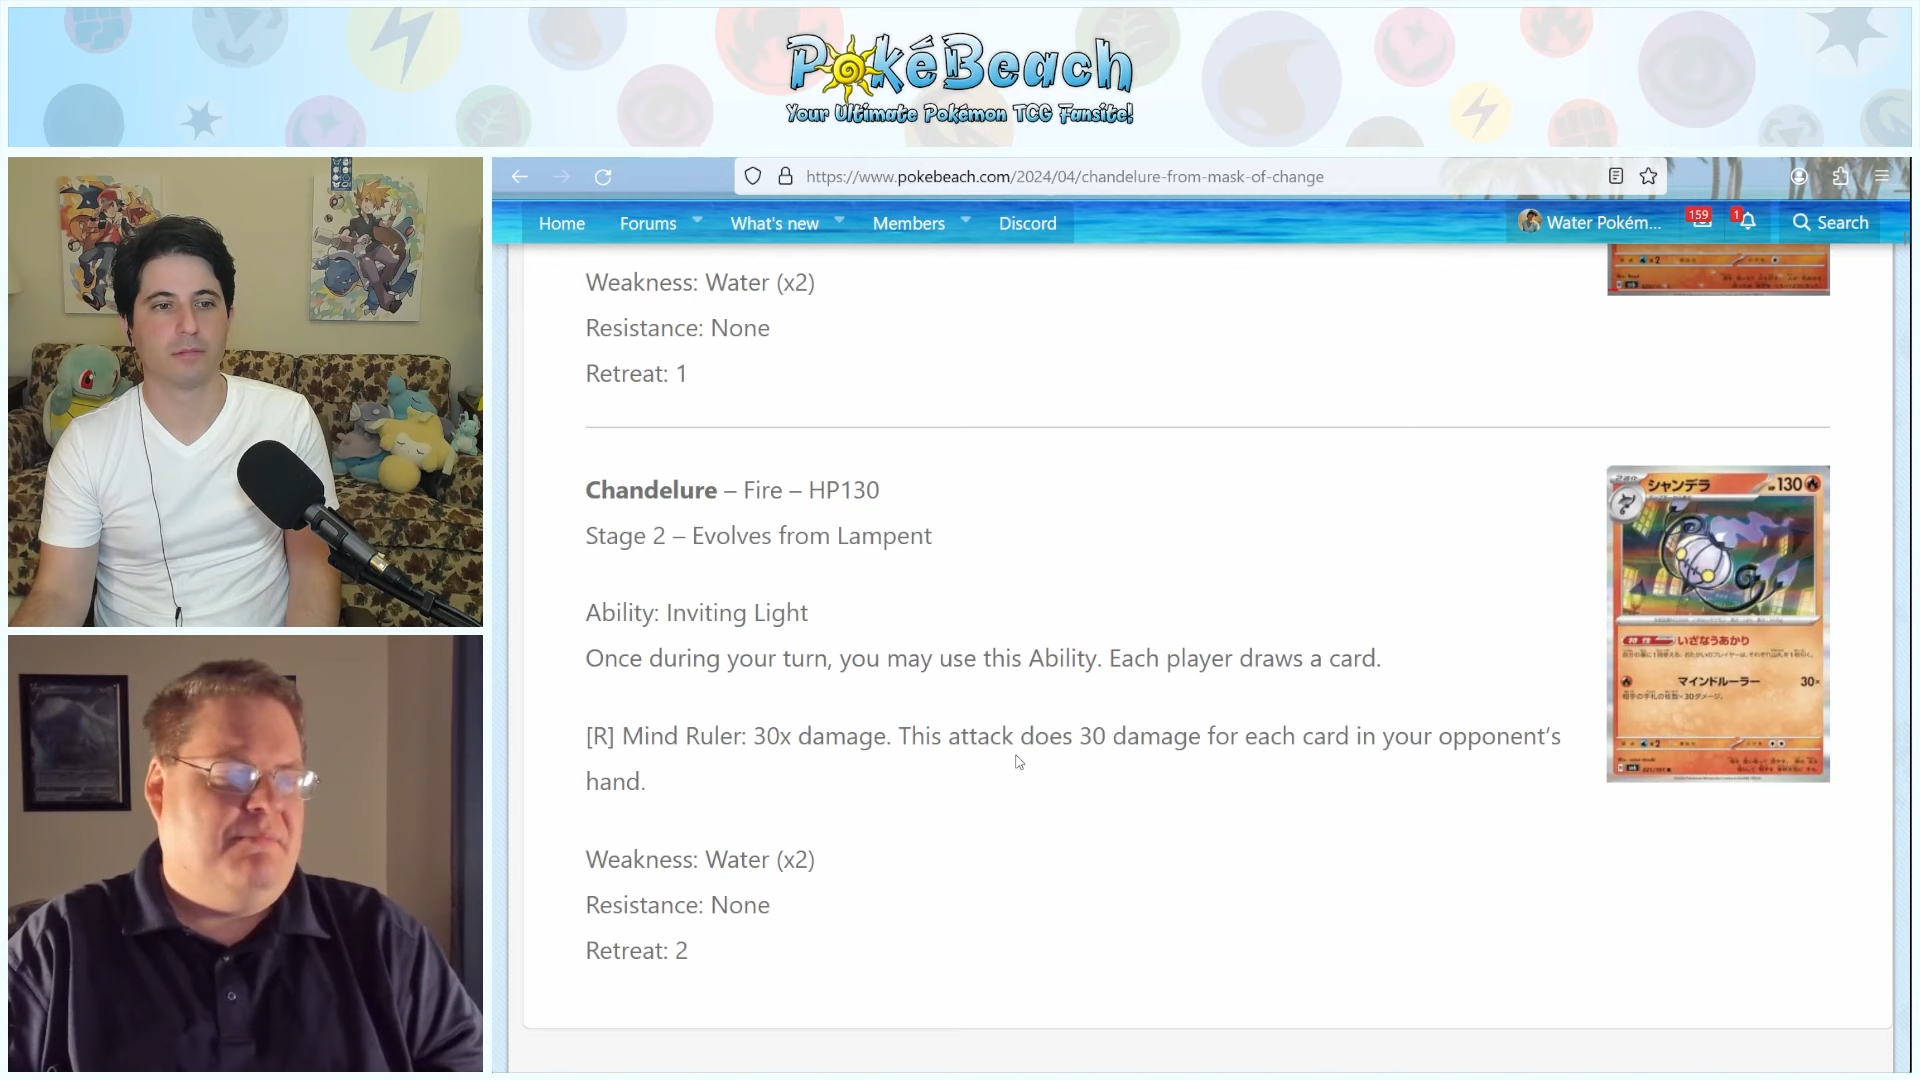 PokéBeach
Your Ultimate Pokémon TCG Fansite!
https://www.pokebeach.com/2024/04/chandelure-from-mask-of-change
Home
Forums
What's new
Members
Discord
Water Pokém...
159
1
Search
Weakness: Water (x2)
Resistance: None
Retreat: 1
Chandelure – Fire – HP130
Stage 2 – Evolves from Lampent
Ability: Inviting Light
Once during your turn, you may use this Ability. Each player draws a card.
[R] Mind Ruler: 30x damage. This attack does 30 damage for each card in your opponent’s
hand.
Weakness: Water (x2)
Resistance: None
Retreat: 2
シャンデラ
130
いざなうあかり
マインドルーラー
30×